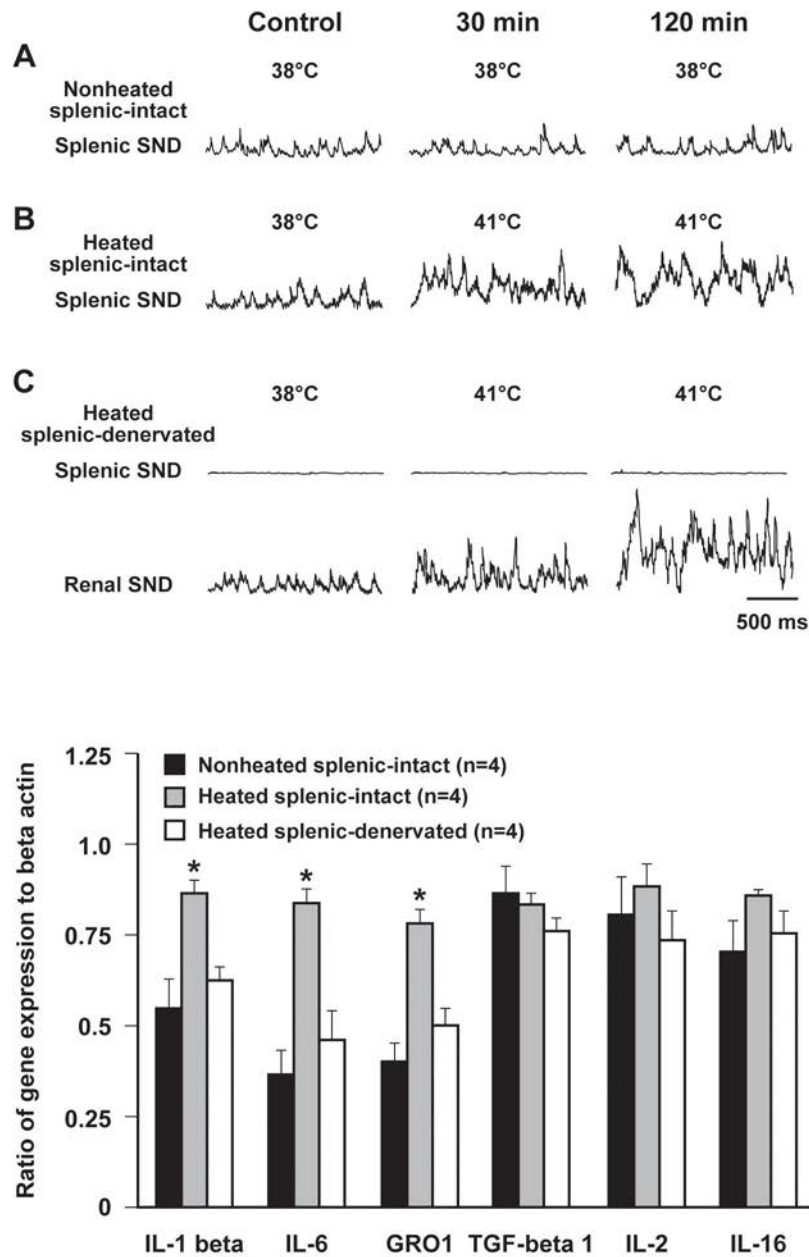 Control 30 min 120 min
A
38°C 38°C 38°C
Nonheated
splenic-intact
Splenic SND
B
38°C 41°C 41°C
Heated
splenic-intact
Splenic SND
C
38°C 41°C 41°C
Heated
splenic-denervated
Splenic SND
Renal SND
500 ms
Ratio of gene expression to beta actin
1.25
1.0
0.75
0.5
0.25
0
Nonheated splenic-intact (n=4)
Heated splenic-intact (n=4)
Heated splenic-denervated (n=4)
* * *
IL-1 beta IL-6 GRO1 TGF-beta 1 IL-2 IL-16